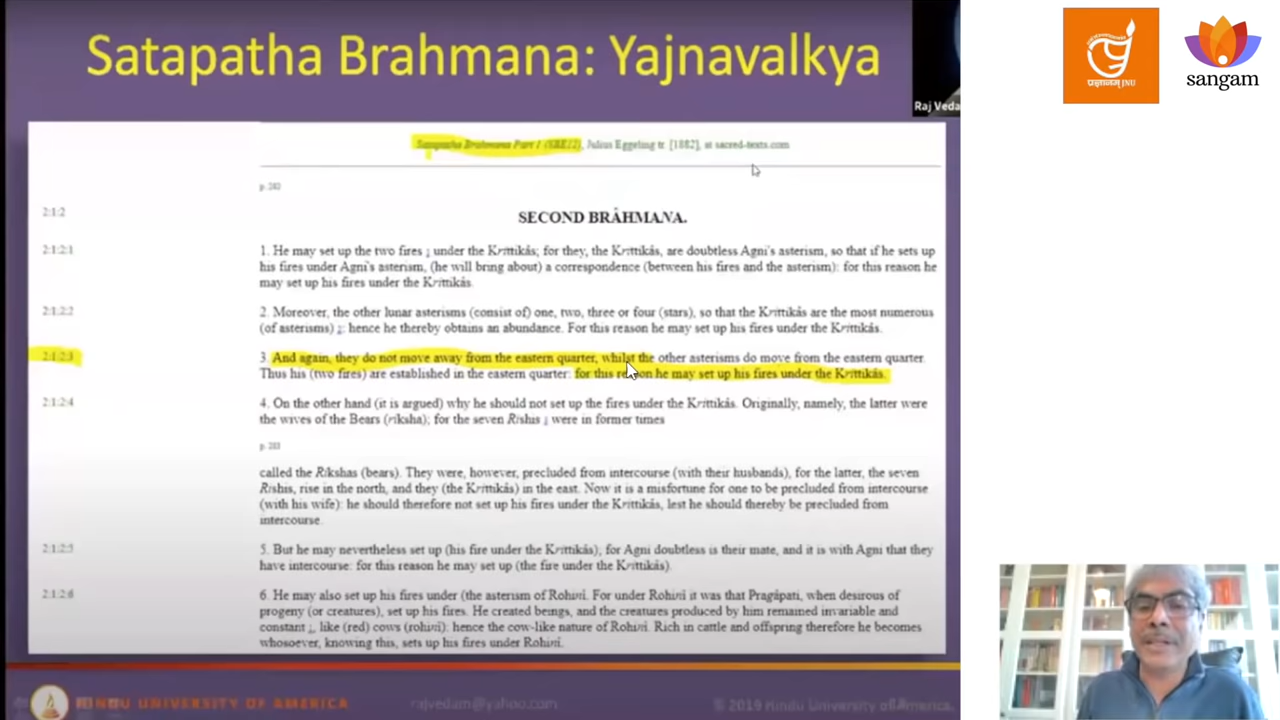 Satapatha Brahmana: Yajnavalkya
प्रज्ञानम् JNU
sangam
Raj Veda
Satapatha Brahmana Part 1 (SBE12), Julius Eggeling tr. [1882], at sacred-texts.com
p. 282
2:1:2
SECOND BRÂHMANA.
2:1:2:1
1. He may set up the two fires under the Krittikâs; for they, the Krittikâs, are doubtless Agni's asterism, so that if he sets up
his fires under Agni's asterism, (he will bring about) a correspondence (between his fires and the asterism): for this reason he
may set up his fires under the Krittikâs.
2:1:2:2
2. Moreover, the other lunar asterisms (consist of) one, two, three or four (stars), so that the Krittikâs are the most numerous
(of asterisms) : hence he thereby obtains an abundance. For this reason he may set up his fires under the Krittikâs.
2:1:2:3
3. And again, they do not move away from the eastern quarter, whilst the other asterisms do move from the eastern quarter.
Thus his (two fires) are established in the eastern quarter: for this reason he may set up his fires under the Krittikâs.
2:1:2:4
4. On the other hand (it is argued) why he should not set up the fires under the Krittikâs. Originally, namely, the latter were
the wives of the Bears (riksha); for the seven Rishis were in former times
p. 283
called the Rikshas (bears). They were, however, precluded from intercourse (with their husbands), for the latter, the seven
Rishis, rise in the north, and they (the Krittikâs) in the east. Now it is a misfortune for one to be precluded from intercourse
(with his wife): he should therefore not set up his fires under the Krittikâs, lest he should thereby be precluded from
intercourse.
2:1:2:5
5. But he may nevertheless set up (his fire under the Krittikâs); for Agni doubtless is their mate, and it is with Agni that they
have intercourse: for this reason he may set up (the fire under the Krittikâs).
2:1:2:6
6. He may also set up his fires under (the asterism of) Rohinî. For under Rohinî it was that Pragâpati, when desirous of
progeny (or creatures), set up his fires. He created beings, and the creatures produced by him remained invariable and
constant , like (red) cows (rohinî): hence the cow-like nature of Rohinî. Rich in cattle and offspring therefore he becomes
whosoever, knowing this, sets up his fires under Rohinî.
HINDU UNIVERSITY OF AMERICA
rajvedam@yahoo.com
© 2019 Hindu University of America.